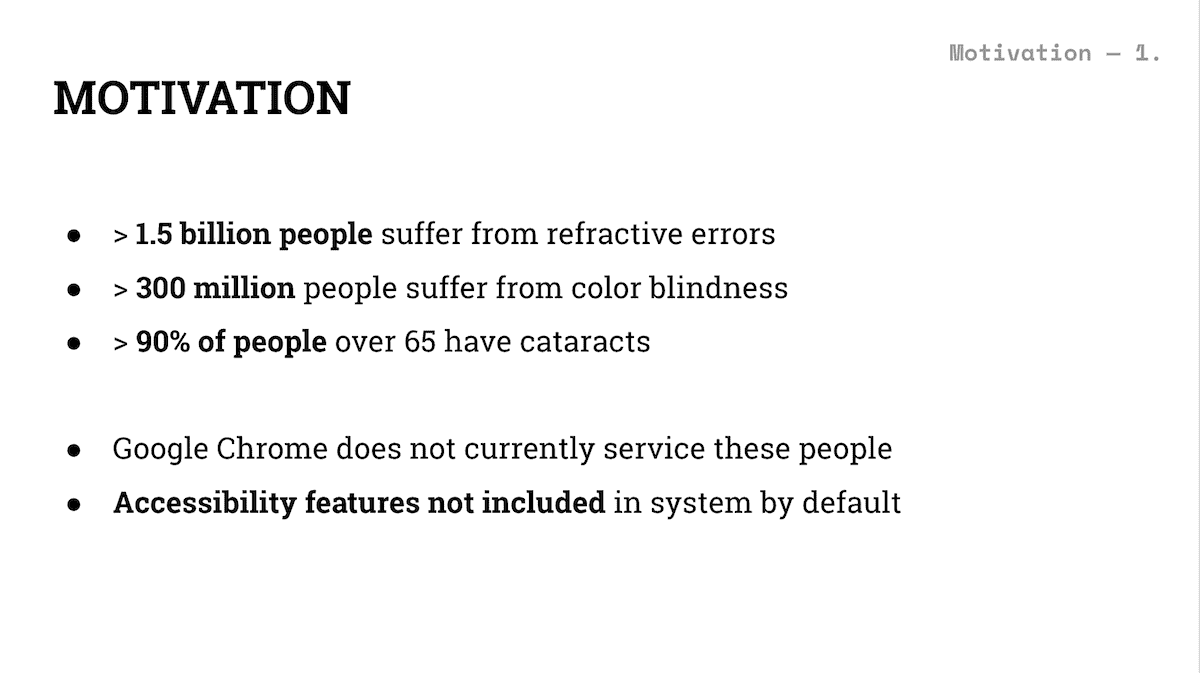 Motivation — 1.
MOTIVATION
● > 1.5 billion people suffer from refractive errors
● > 300 million people suffer from color blindness
● > 90% of people over 65 have cataracts
● Google Chrome does not currently service these people
● Accessibility features not included in system by default